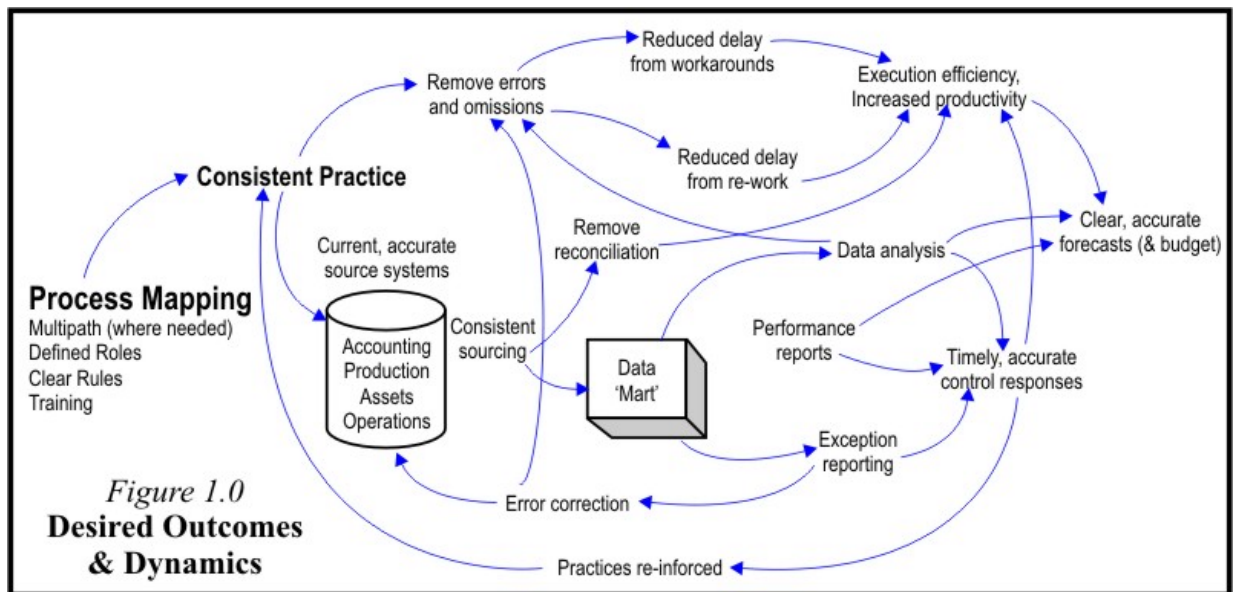 Reduced delay
from workarounds
Execution efficiency,
Increased productivity
Remove errors
and omissions
Reduced delay
from re-work
Consistent Practice
Clear, accurate
forecasts (& budget)
Remove
reconciliation
Data analysis
Current, accurate
source systems
Process Mapping
Multipath (where needed)
Defined Roles
Clear Rules
Training
Accounting
Production
Assets
Operations
Consistent
sourcing
Data
‘Mart’
Performance
reports
Timely, accurate
control responses
Exception
reporting
Error correction
Practices re-inforced
Figure 1.0
Desired Outcomes
& Dynamics